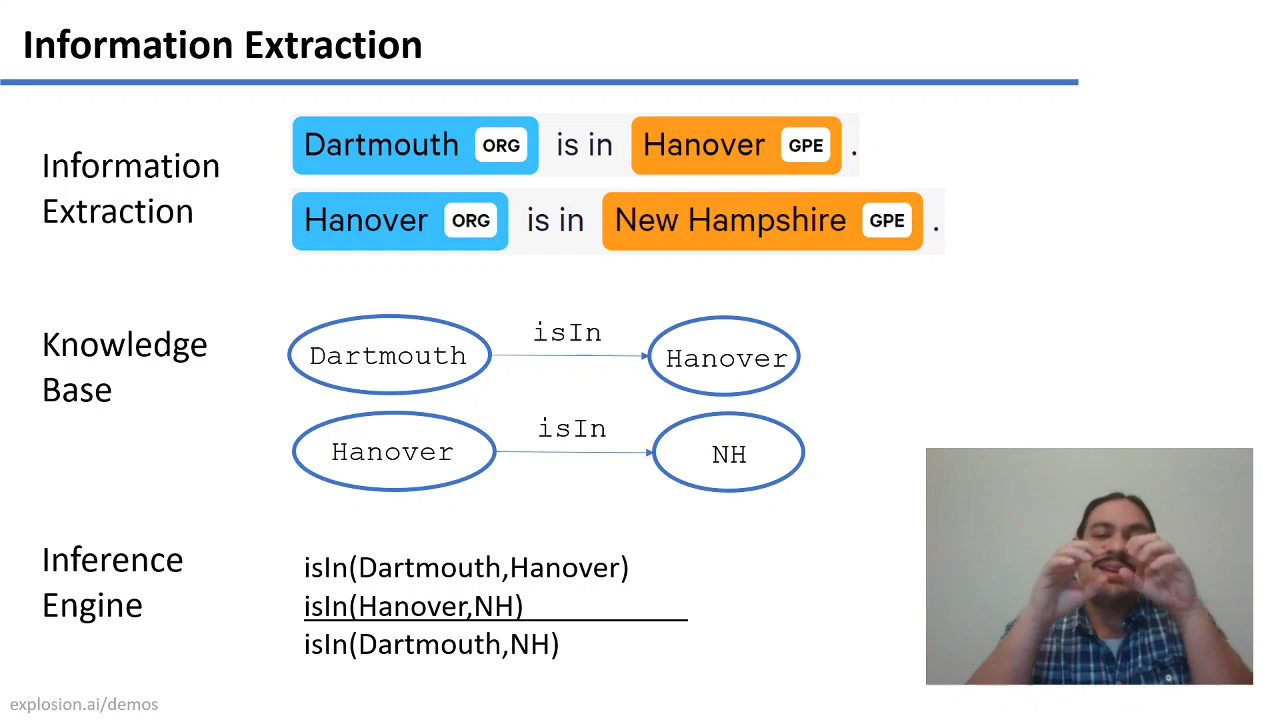 Information Extraction
Information
Extraction
Dartmouth ORG is in Hanover GPE .
Hanover ORG is in New Hampshire GPE .
Knowledge
Base
isIn
Dartmouth
Hanover
isIn
Hanover
NH
Inference
Engine
isIn(Dartmouth,Hanover)
isIn(Hanover,NH)
isIn(Dartmouth,NH)
explosion.ai/demos